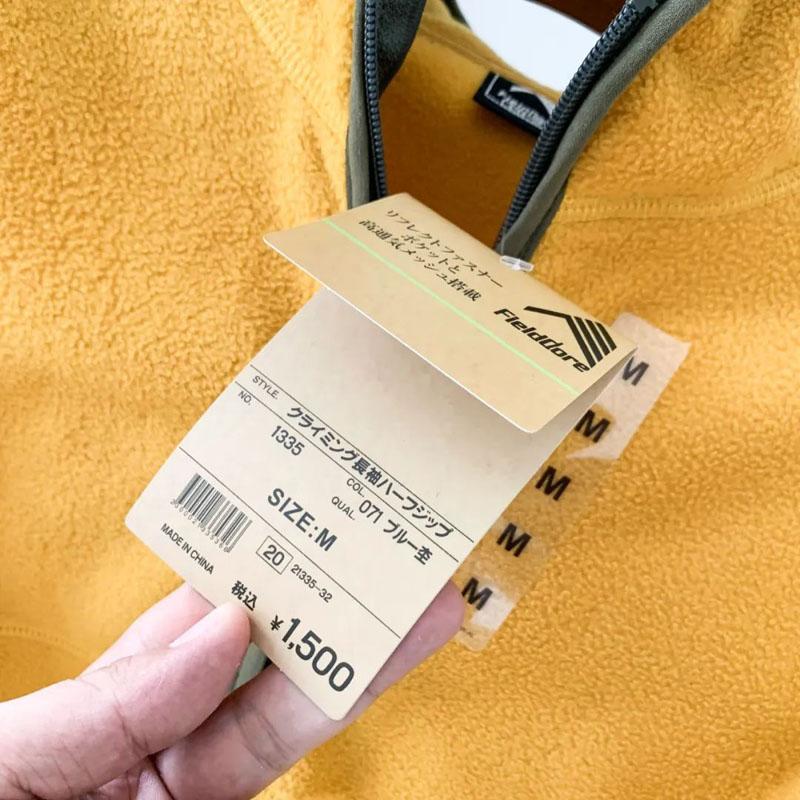 リフレクトファスナー
ポケットと
高通気メッシュ搭載
FieldCore
STYLE. クライミング長袖ハーフジップ
NO. 1335
COL. 071 ブルー杢
QUAL.
SIZE:M
20 21335-32
MADE IN CHINA
税込 ¥1,500
M
M
M
M
M